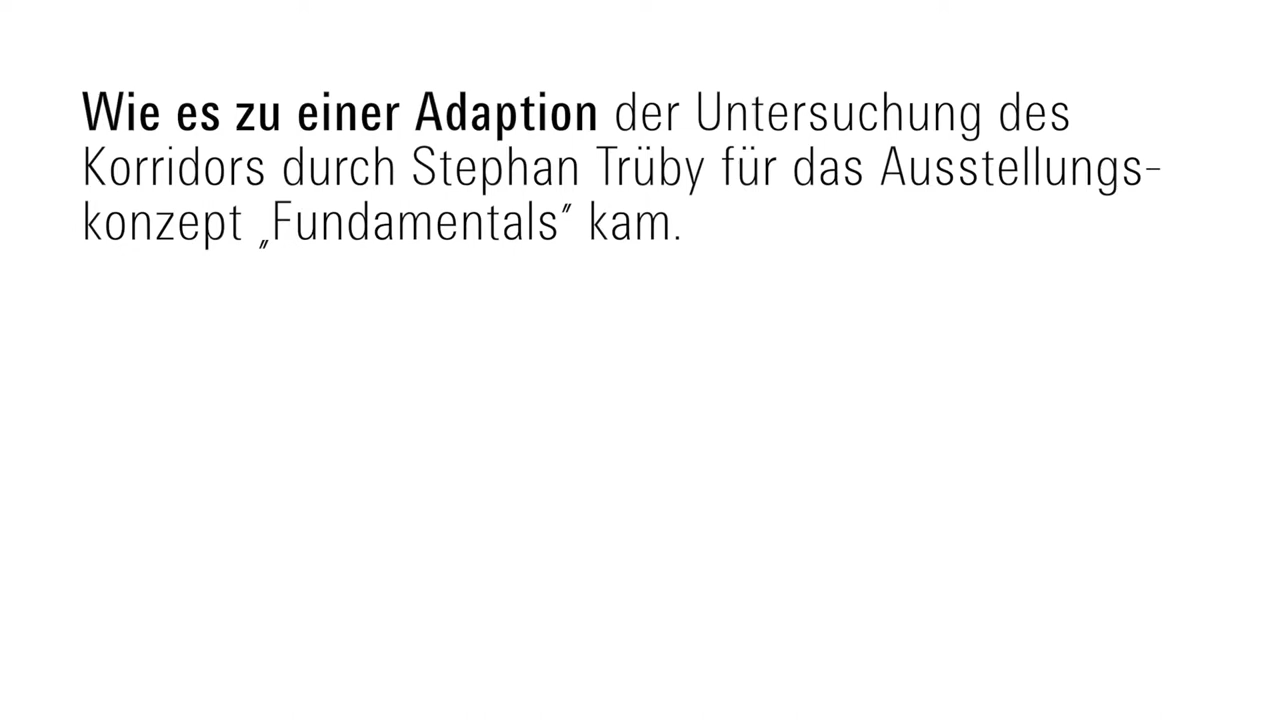 Wie es zu einer Adaption der Untersuchung des
Korridors durch Stephan Trüby für das Ausstellungs-
konzept „Fundamentals“ kam.